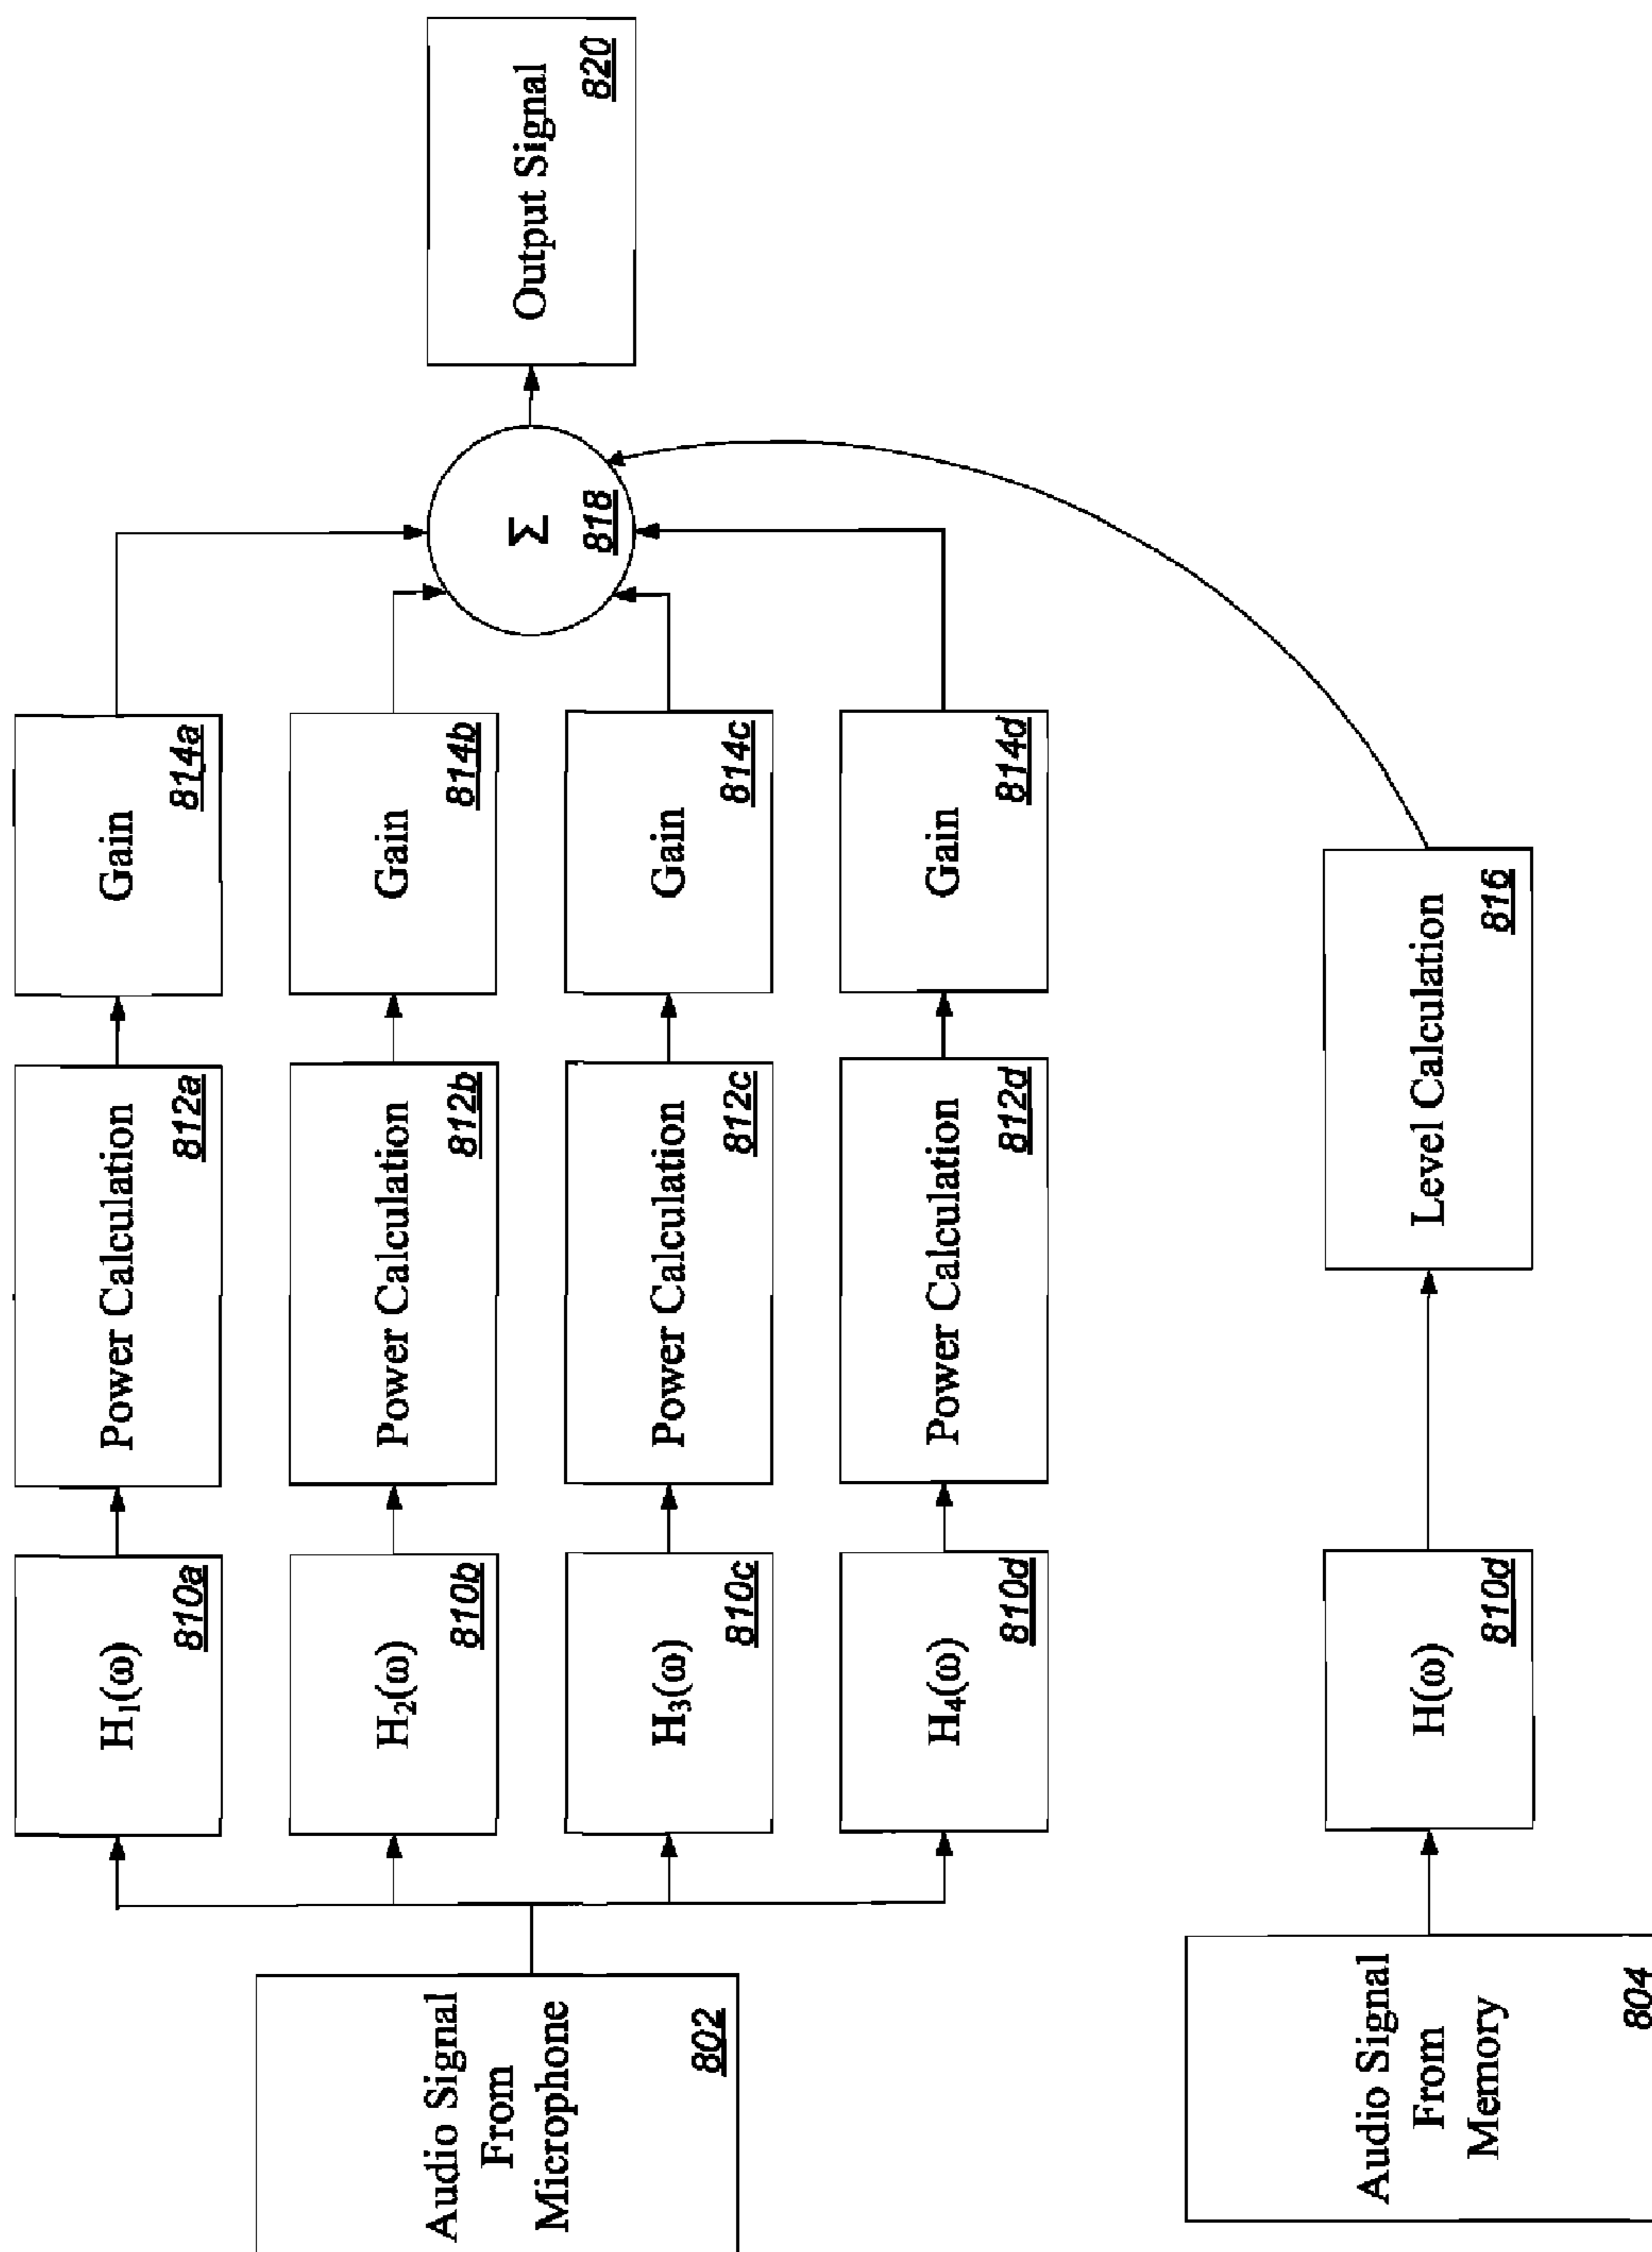 Audio Signal
From
Microphone
802
H₁(ω)
810a
Power Calculation
812a
Gain
814a
H₂(ω)
810b
Power Calculation
812b
Gain
814b
H₃(ω)
810c
Power Calculation
812c
Gain
814c
H₄(ω)
810d
Power Calculation
812d
Gain
814d
Σ
818
Output Signal
820
Audio Signal
From
Memory
804
H(ω)
810d
Level Calculation
816